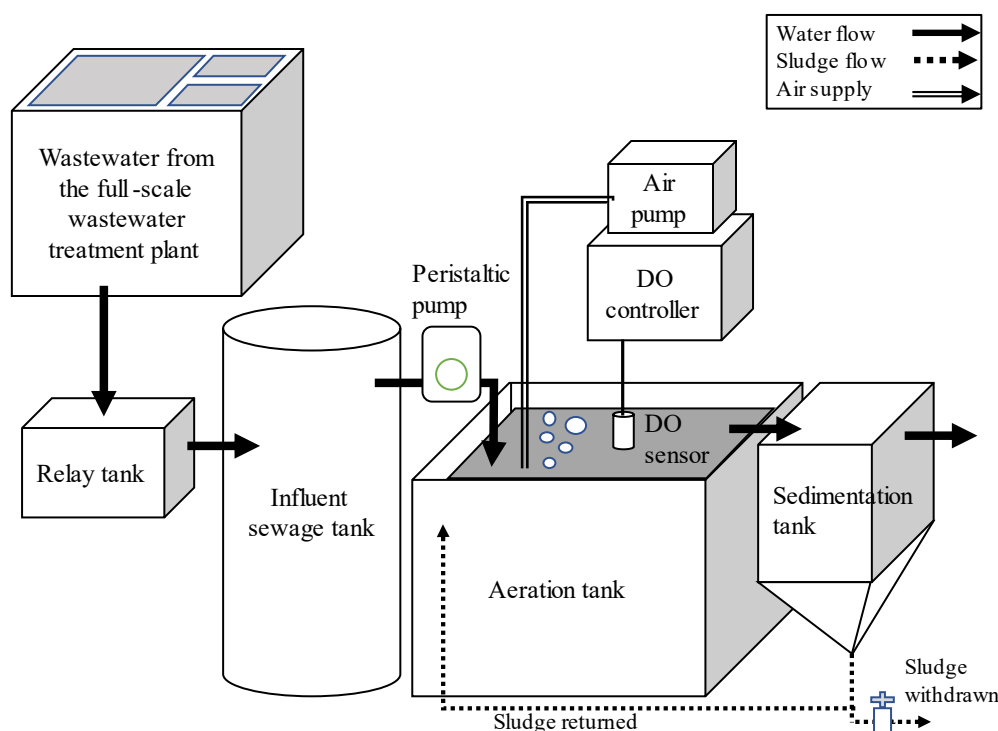 Water flow
Sludge flow
Air supply
Wastewater from
the full-scale
wastewater
treatment plant
Air
pump
DO
controller
Peristaltic
pump
DO
sensor
Relay tank
Influent
sewage tank
Sedimentation
tank
Aeration tank
Sludge
withdrawn
Sludge returned